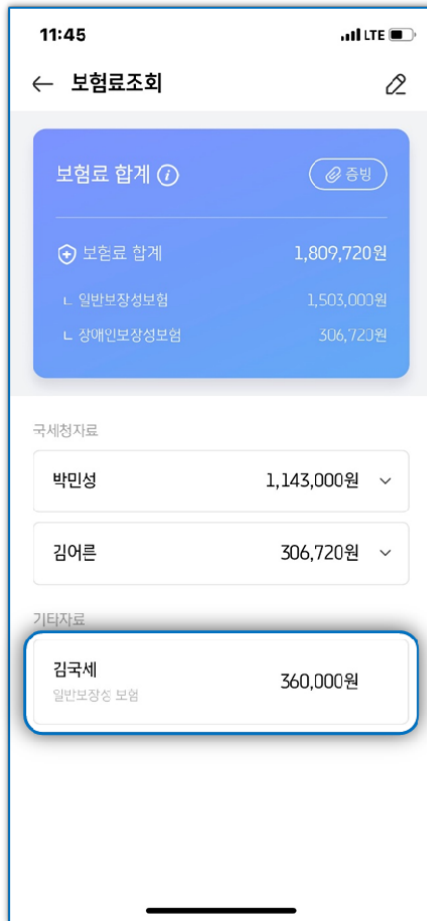 11:45 LTE
보험료조회
보험료 합계 i 증빙
보험료 합계 1,809,720원
ㄴ 일반보장성보험 1,503,000원
ㄴ 장애인보장성보험 306,720원
국세청자료
박민성 1,143,000원
김어른 306,720원
기타자료
김국세 360,000원
일반보장성 보험